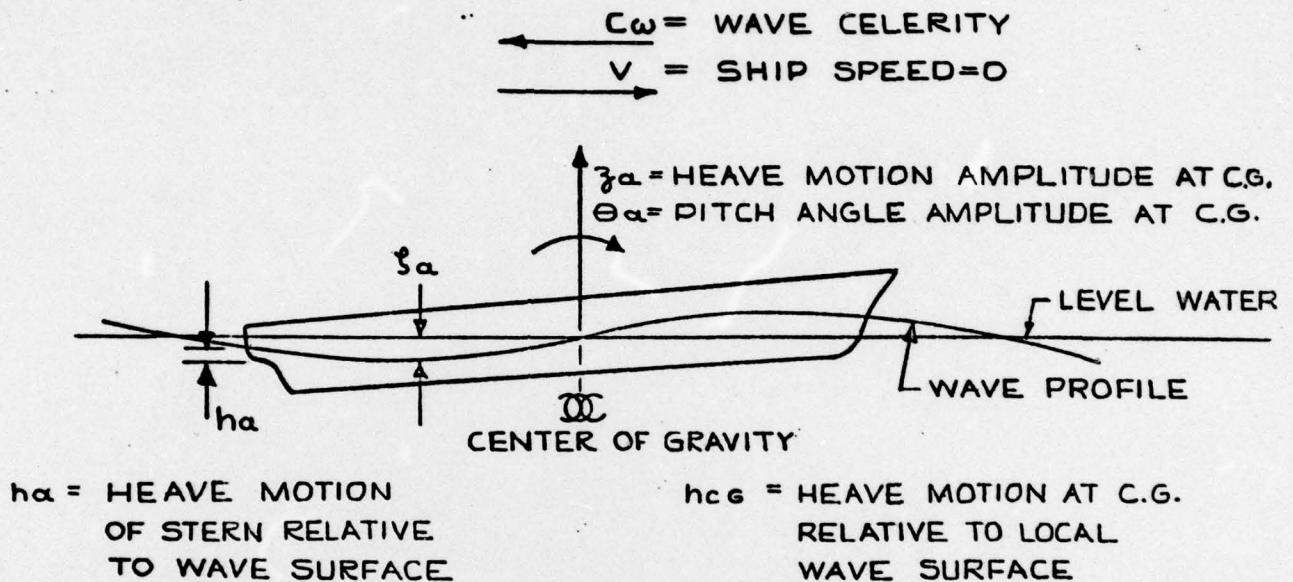 Cω = WAVE CELERITY
V = SHIP SPEED=0
ʒa = HEAVE MOTION AMPLITUDE AT C.G.
Θa = PITCH ANGLE AMPLITUDE AT C.G.
ζa
LEVEL WATER
WAVE PROFILE
ha
CENTER OF GRAVITY
ha = HEAVE MOTION
OF STERN RELATIVE
TO WAVE SURFACE
hCG = HEAVE MOTION AT C.G.
RELATIVE TO LOCAL
WAVE SURFACE